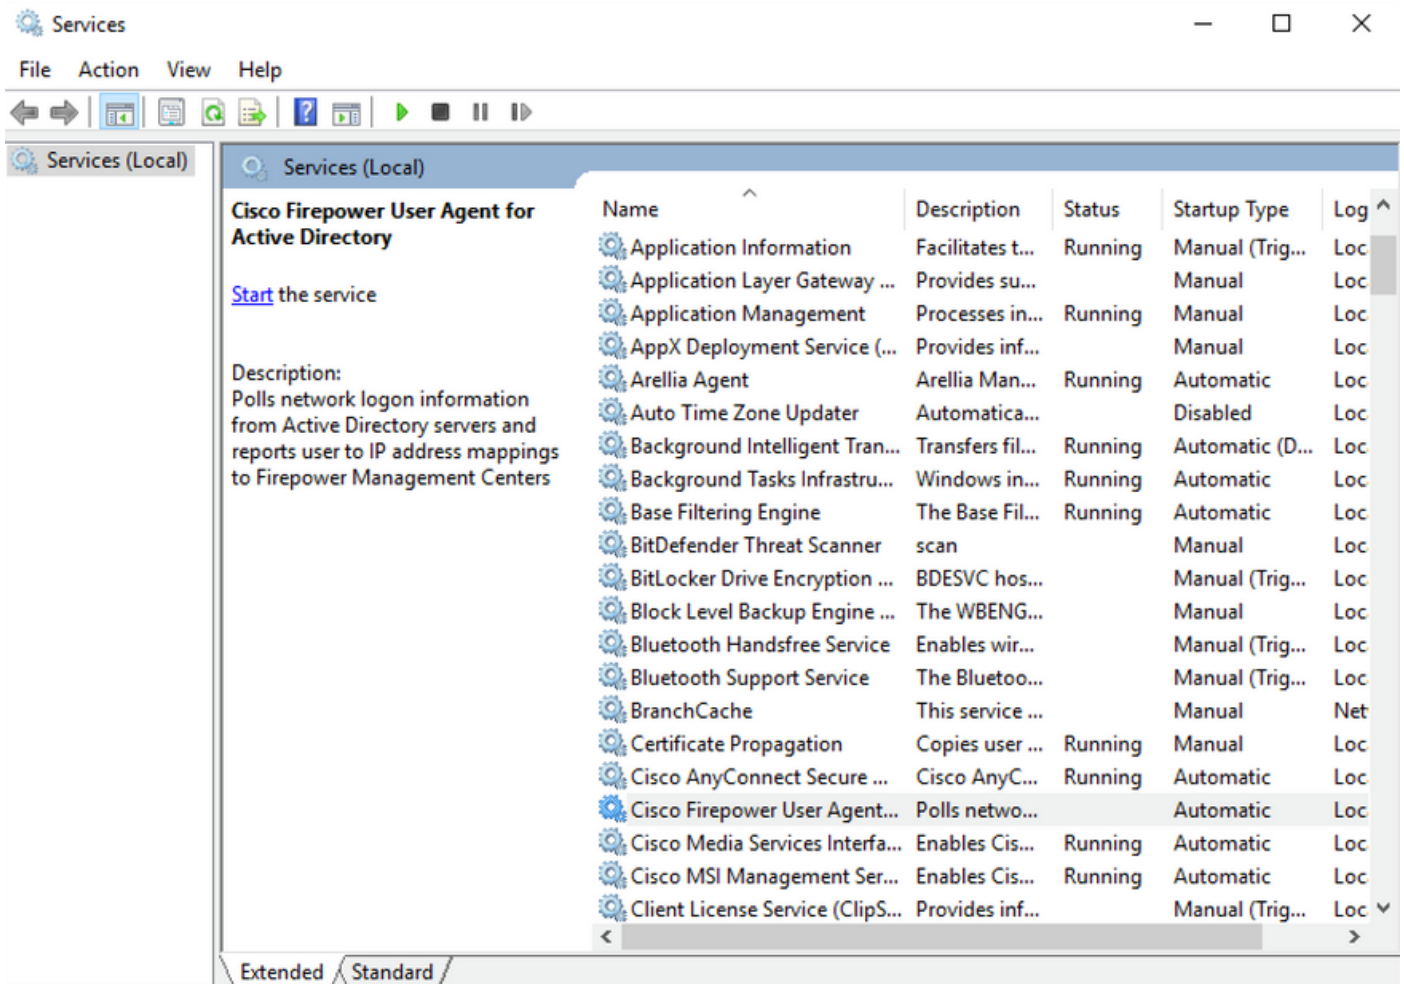 Services
File Action View Help
Services (Local)
Services (Local)
Cisco Firepower User Agent for
Active Directory
Start the service
Description:
Polls network logon information
from Active Directory servers and
reports user to IP address mappings
to Firepower Management Centers
Name Description Status Startup Type Log
Application Information Facilitates t... Running Manual (Trig... Loc
Application Layer Gateway ... Provides su... Manual Loc
Application Management Processes in... Running Manual Loc
AppX Deployment Service (... Provides inf... Manual Loc
Arellia Agent Arellia Man... Running Automatic Loc
Auto Time Zone Updater Automatica... Disabled Loc
Background Intelligent Tran... Transfers fil... Running Automatic (D... Loc
Background Tasks Infrastru... Windows in... Running Automatic Loc
Base Filtering Engine The Base Fil... Running Automatic Loc
BitDefender Threat Scanner scan Manual Loc
BitLocker Drive Encryption ... BDESVC hos... Manual (Trig... Loc
Block Level Backup Engine ... The WBENG... Manual Loc
Bluetooth Handsfree Service Enables wir... Manual (Trig... Loc
Bluetooth Support Service The Bluetoo... Manual (Trig... Loc
BranchCache This service ... Manual Net
Certificate Propagation Copies user ... Running Manual Loc
Cisco AnyConnect Secure ... Cisco AnyC... Running Automatic Loc
Cisco Firepower User Agent... Polls netwo... Automatic Loc
Cisco Media Services Interfa... Enables Cis... Running Automatic Loc
Cisco MSI Management Ser... Enables Cis... Running Automatic Loc
Client License Service (ClipS... Provides inf... Manual (Trig... Loc
Extended Standard